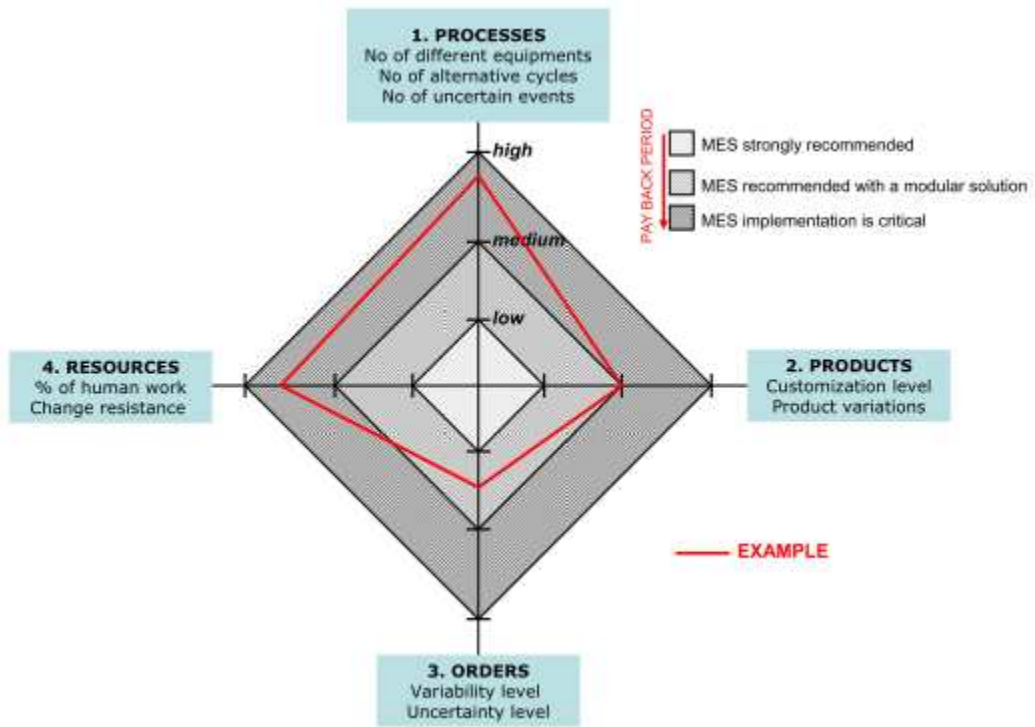 1. PROCESSES
No of different equipments
No of alternative cycles
No of uncertain events
high
medium
low
PAY BACK PERIOD
MES strongly recommended
MES recommended with a modular solution
MES implementation is critical
4. RESOURCES
% of human work
Change resistance
2. PRODUCTS
Customization level
Product variations
EXAMPLE
3. ORDERS
Variability level
Uncertainty level